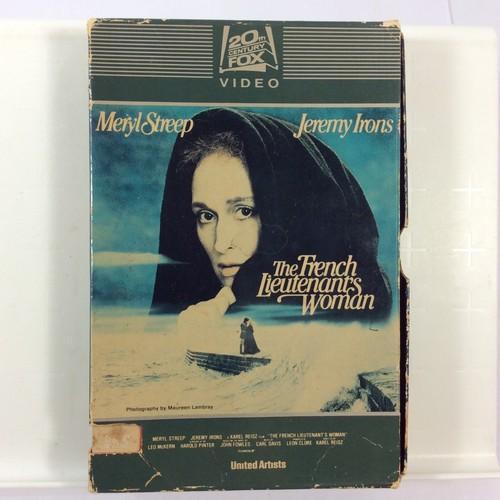 20th
CENTURY
FOX
VIDEO
Meryl Streep Jeremy Irons
The French
Lieutenant's
Woman
Photography by Maureen Lambray
MERYL STREEP JEREMY IRONS A KAREL REISZ FILM "THE FRENCH LIEUTENANT'S WOMAN"
LEO McKERN HAROLD PINTER JOHN FOWLES CARL DAVIS LEON CLORE KAREL REISZ
United Artists